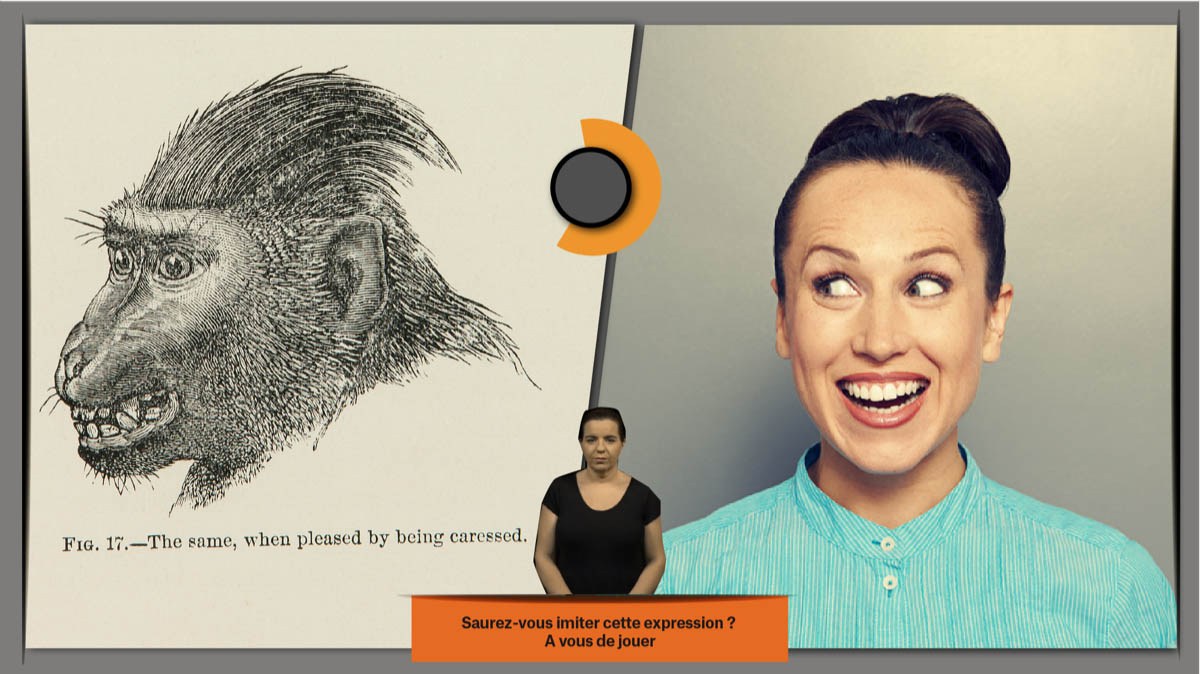 FIG. 17.—The same, when pleased by being caressed.
Saurez-vous imiter cette expression ?
A vous de jouer